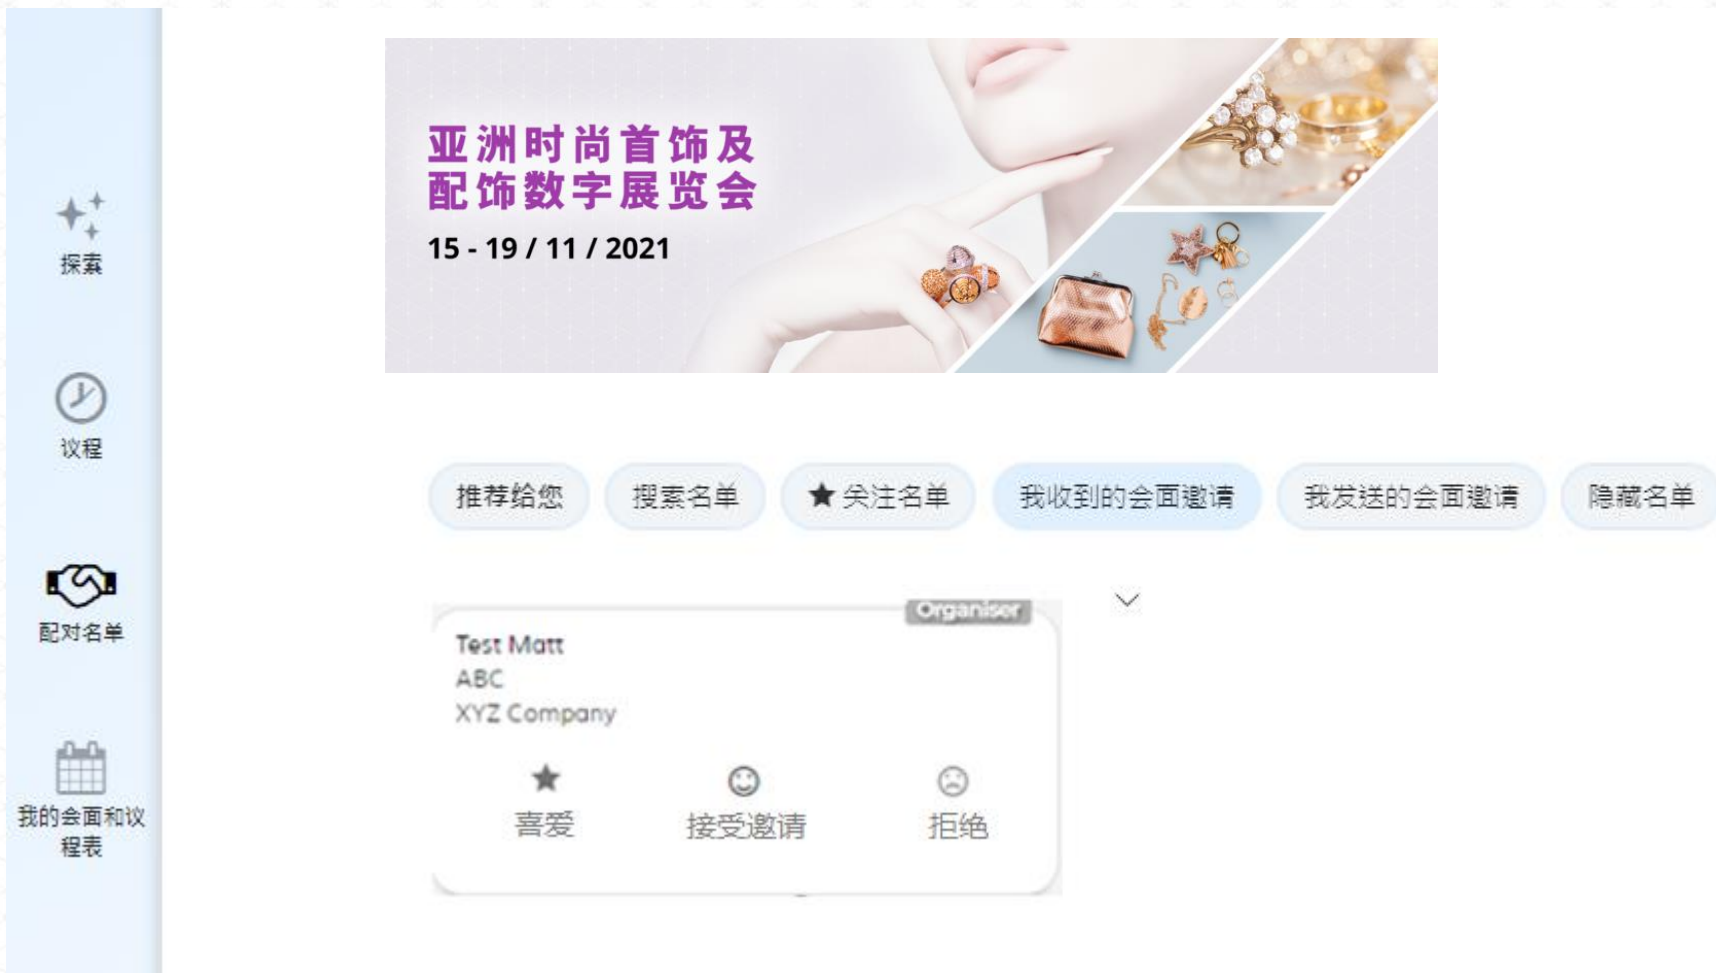 亚洲时尚首饰及
配饰数字展览会
15 - 19 / 11 / 2021
探索
议程
配对名单
我的会面和议
程表
推荐给您
搜索名单
★关注名单
我收到的会面邀请
我发送的会面邀请
隐藏名单
Organiser
Test Matt
ABC
XYZ Company
喜爱
接受邀请
拒绝